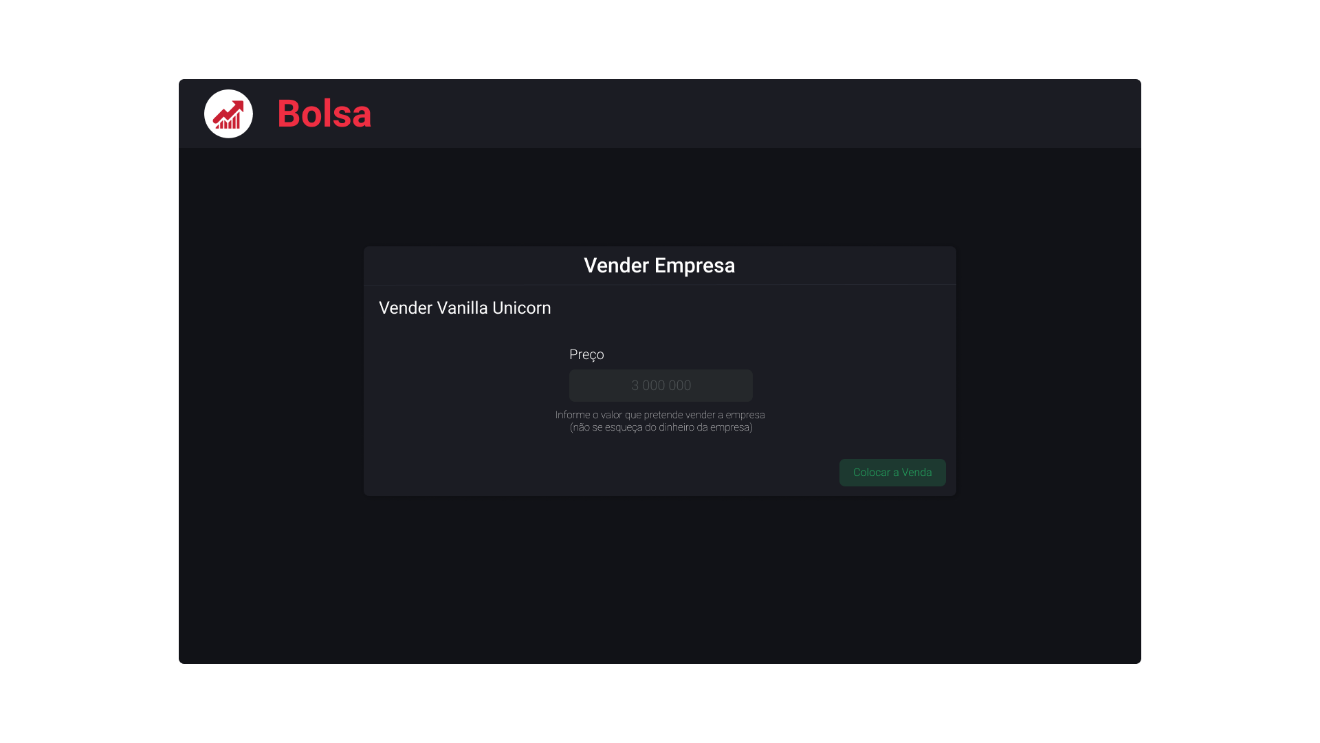 Bolsa
Vender Empresa
Vender Vanilla Unicorn
Preço
3 000 000
Informe o valor que pretende vender a empresa
(não se esqueça do dinheiro da empresa)
Colocar a Venda